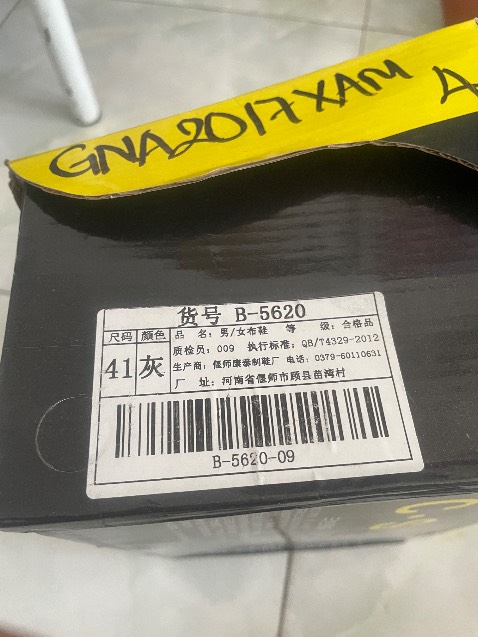 GNA2017XAM 4
货号 B-5620
尺码 颜色 品 名：男/女布鞋 等 级：合格品
质检员：009 执行标准：QB/T4329-2012
41 灰 生产商：偃师康泰制鞋厂 电话：0379-60110631
厂 址：河南省偃师市顾县苗湾村
B-5620-09